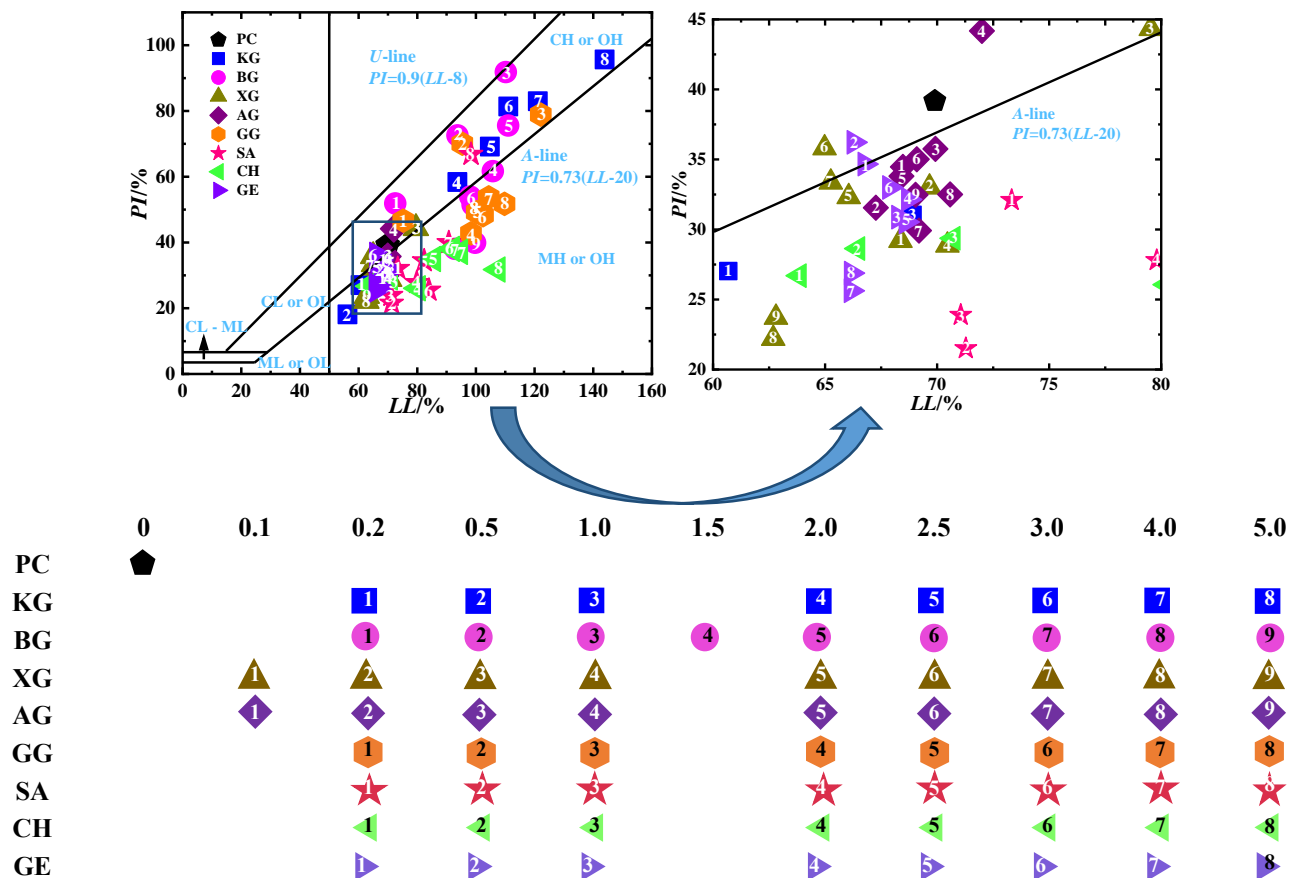 100
80
60
40
20
0
PI/%
0 20 40 60 80 100 120 140 160
LL/%
PC
KG
BG
XG
AG
GG
SA
CH
GE
U-line
PI=0.9(LL-8)
CH or OH
A-line
PI=0.73(LL-20)
MH or OH
CL or OL
CL - ML
ML or OL
45
40
35
30
25
20
PI/%
60 65 70 75 80
LL/%
A-line
PI=0.73(LL-20)
0 0.1 0.2 0.5 1.0 1.5 2.0 2.5 3.0 4.0 5.0
PC
KG 1 2 3 4 5 6 7 8
BG 1 2 3 4 5 6 7 8 9
XG 1 2 3 4 5 6 7 8 9
AG 1 2 3 4 5 6 7 8 9
GG 1 2 3 4 5 6 7 8
SA 1 2 3 4 5 6 7 8
CH 1 2 3 4 5 6 7 8
GE 1 2 3 4 5 6 7 8